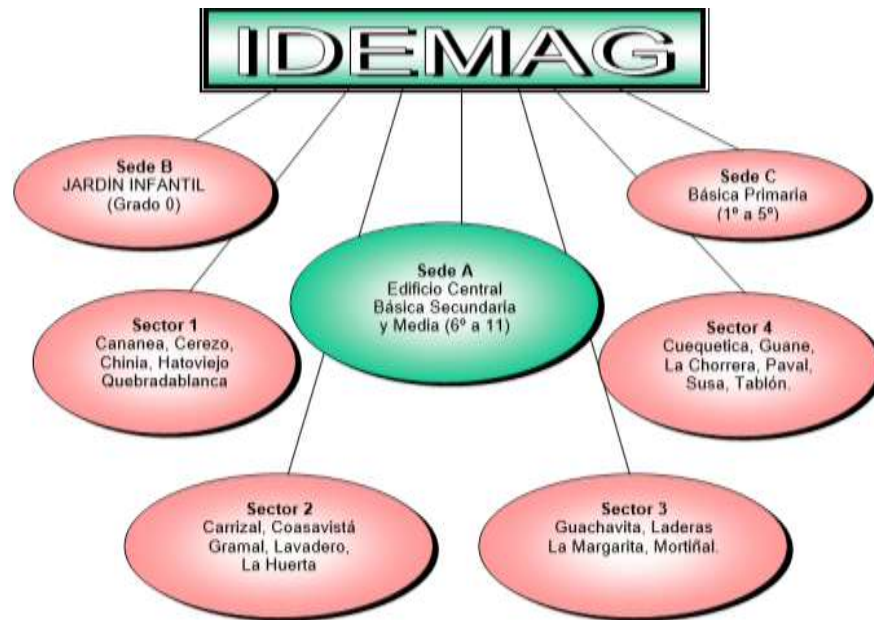 IDEMAG
Sede B
JARDÍN INFANTIL
(Grado 0)
Sede C
Básica Primaria
(1º a 5º)
Sede A
Edificio Central
Básica Secundaria
y Media (6º a 11)
Sector 1
Cananea, Cerezo,
Chinia, Hatoviejo
Quebradablanca
Sector 4
Cuequetica, Guane,
La Chorrera, Paval,
Susa, Tablón.
Sector 2
Carrizal, Coasavistá
Gramal, Lavadero,
La Huerta
Sector 3
Guachavita, Laderas
La Margarita, Mortiñal.